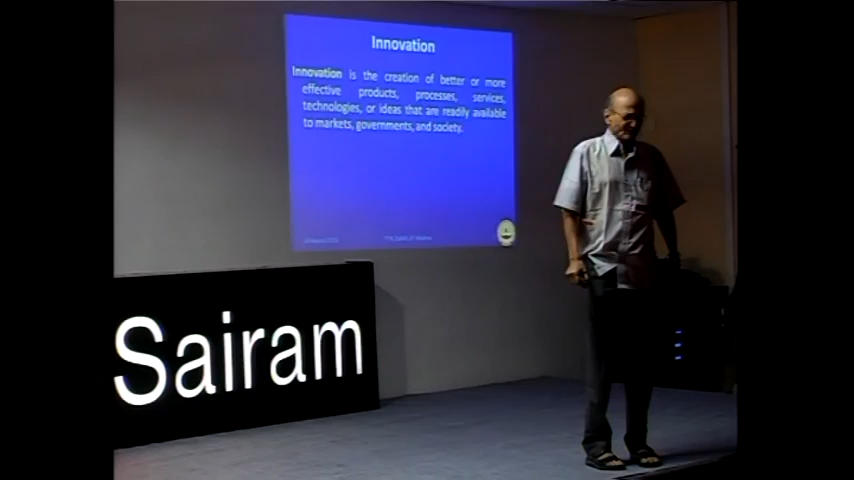 Innovation
Innovation is the creation of better or more
effective products, processes, services,
technologies, or ideas that are readily available
to markets, governments, and society.
Sairam